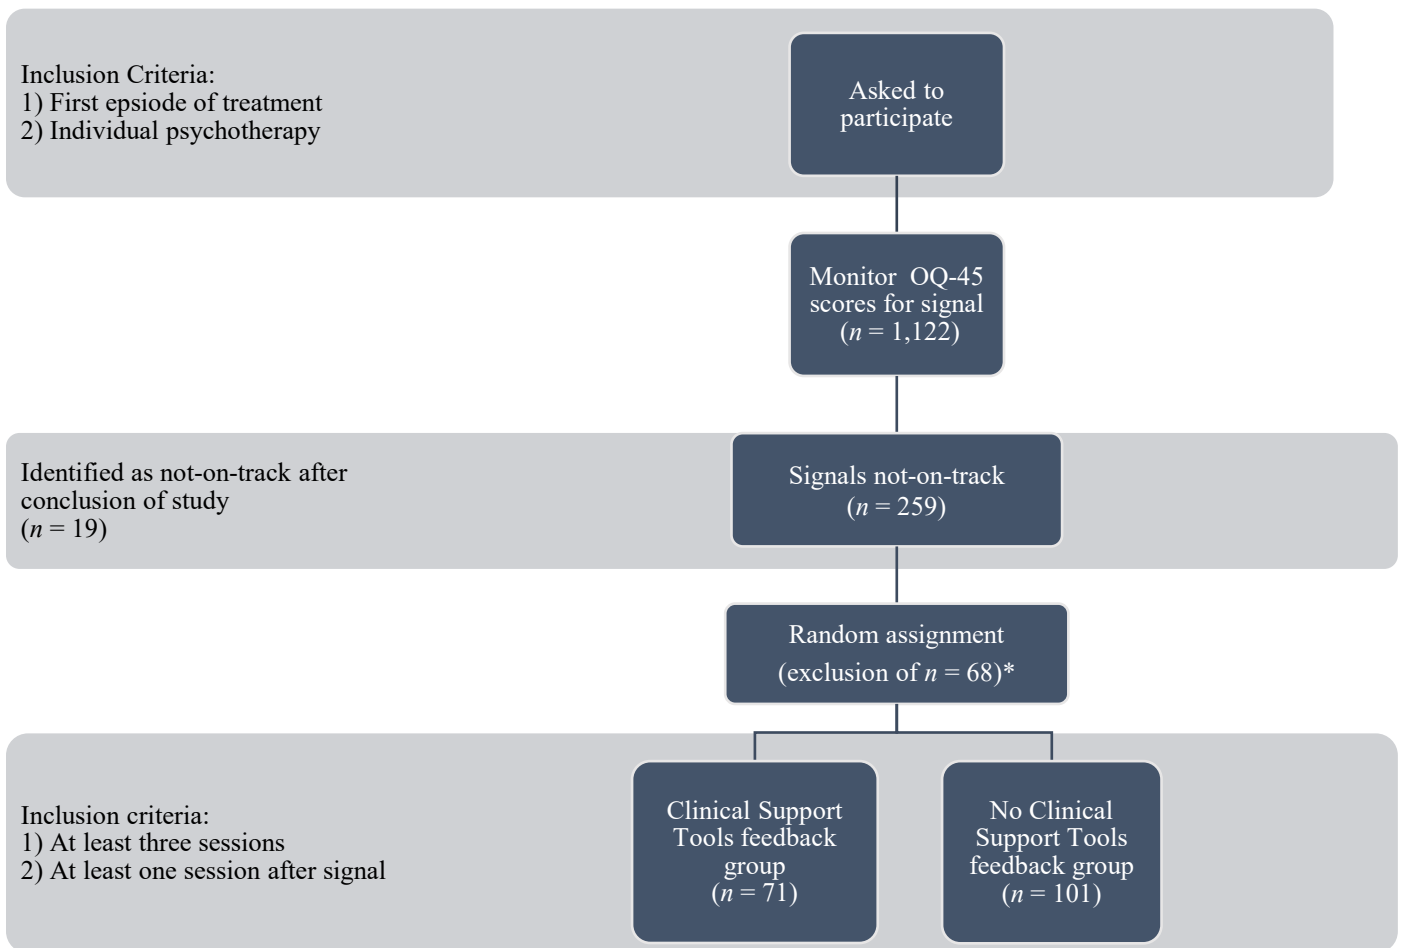 Inclusion Criteria:
1) First epsiode of treatment
2) Individual psychotherapy
Asked to
participate
Monitor  OQ-45
scores for signal
(n = 1,122)
Identified as not-on-track after
conclusion of study
(n = 19)
Signals not-on-track
(n = 259)
Random assignment
(exclusion of n = 68)*
Inclusion criteria:
1) At least three sessions
2) At least one session after signal
Clinical Support
Tools feedback
group
(n = 71)
No Clinical
Support Tools
feedback group
(n = 101)